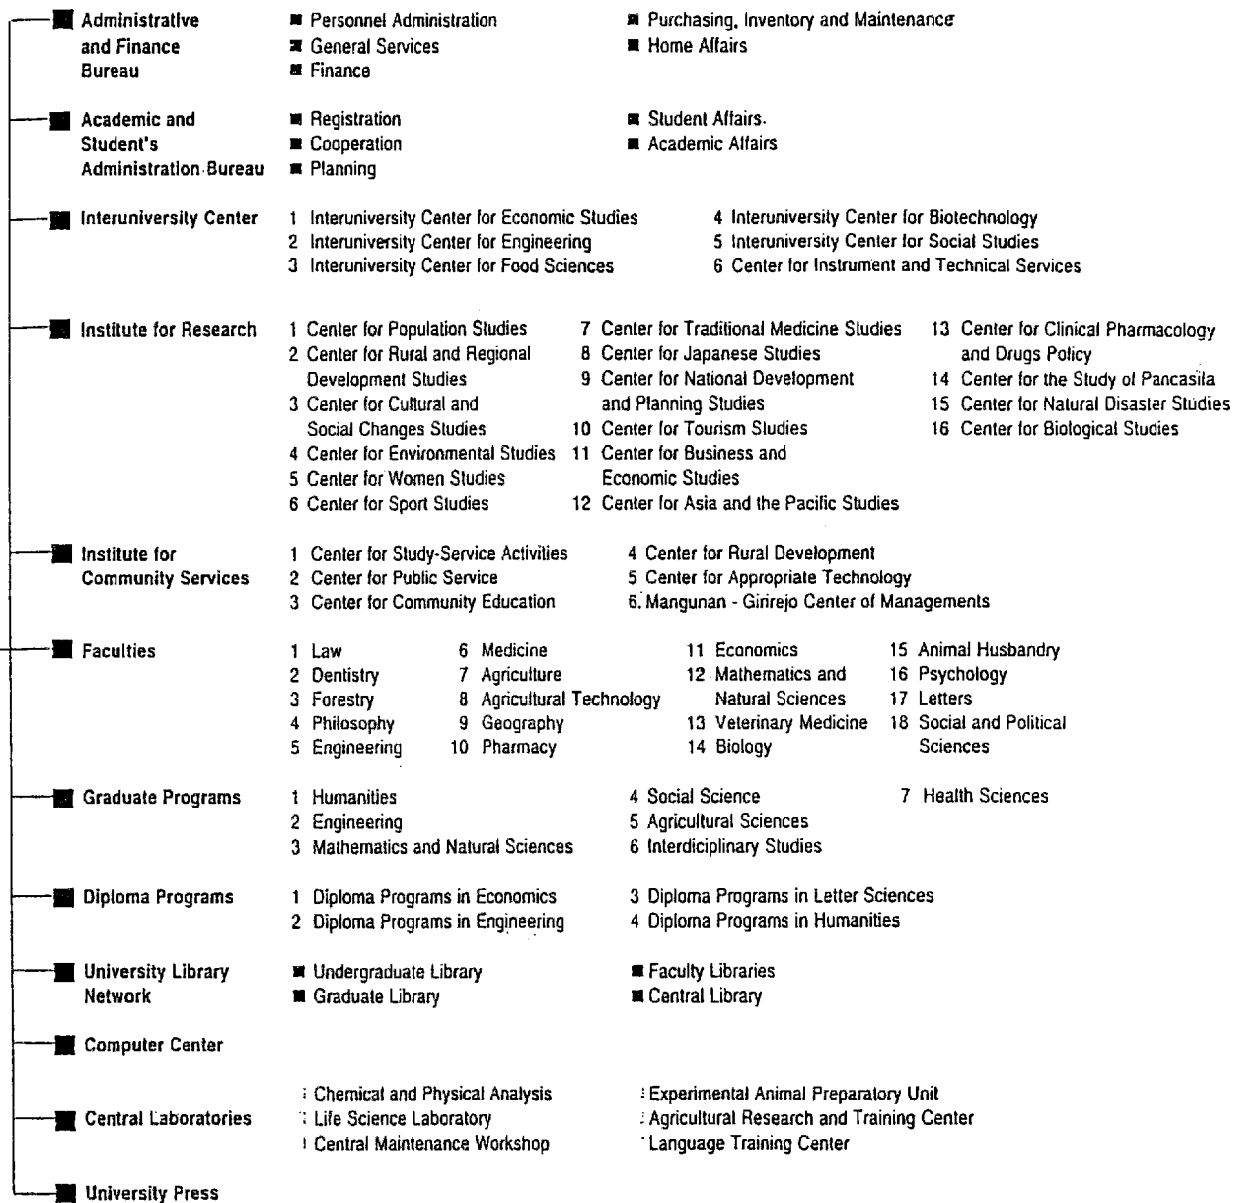 Administrative
and Finance
Bureau
Personnel Administration
General Services
Finance
Purchasing, Inventory and Maintenance
Home Affairs
Academic and
Student's
Administration Bureau
Registration
Cooperation
Planning
Student Affairs
Academic Affairs
Interuniversity Center
1 Interuniversity Center for Economic Studies
2 Interuniversity Center for Engineering
3 Interuniversity Center for Food Sciences
4 Interuniversity Center for Biotechnology
5 Interuniversity Center for Social Studies
6 Center for Instrument and Technical Services
Institute for Research
1 Center for Population Studies
2 Center for Rural and Regional
Development Studies
3 Center for Cultural and
Social Changes Studies
4 Center for Environmental Studies
5 Center for Women Studies
6 Center for Sport Studies
7 Center for Traditional Medicine Studies
8 Center for Japanese Studies
9 Center for National Development
and Planning Studies
10 Center for Tourism Studies
11 Center for Business and
Economic Studies
12 Center for Asia and the Pacific Studies
13 Center for Clinical Pharmacology
and Drugs Policy
14 Center for the Study of Pancasila
15 Center for Natural Disaster Studies
16 Center for Biological Studies
Institute for
Community Services
1 Center for Study-Service Activities
2 Center for Public Service
3 Center for Community Education
4 Center for Rural Development
5 Center for Appropriate Technology
6. Mangunan - Girirejo Center of Managements
Faculties
1 Law
2 Dentistry
3 Forestry
4 Philosophy
5 Engineering
6 Medicine
7 Agriculture
8 Agricultural Technology
9 Geography
10 Pharmacy
11 Economics
12 Mathematics and
Natural Sciences
13 Veterinary Medicine
14 Biology
15 Animal Husbandry
16 Psychology
17 Letters
18 Social and Political
Sciences
Graduate Programs
1 Humanities
2 Engineering
3 Mathematics and Natural Sciences
4 Social Science
5 Agricultural Sciences
6 Interdiciplinary Studies
7 Health Sciences
Diploma Programs
1 Diploma Programs in Economics
2 Diploma Programs in Engineering
3 Diploma Programs in Letter Sciences
4 Diploma Programs in Humanities
University Library
Network
Undergraduate Library
Graduate Library
Faculty Libraries
Central Library
Computer Center
Central Laboratories
Chemical and Physical Analysis
Life Science Laboratory
Central Maintenance Workshop
Experimental Animal Preparatory Unit
Agricultural Research and Training Center
Language Training Center
University Press